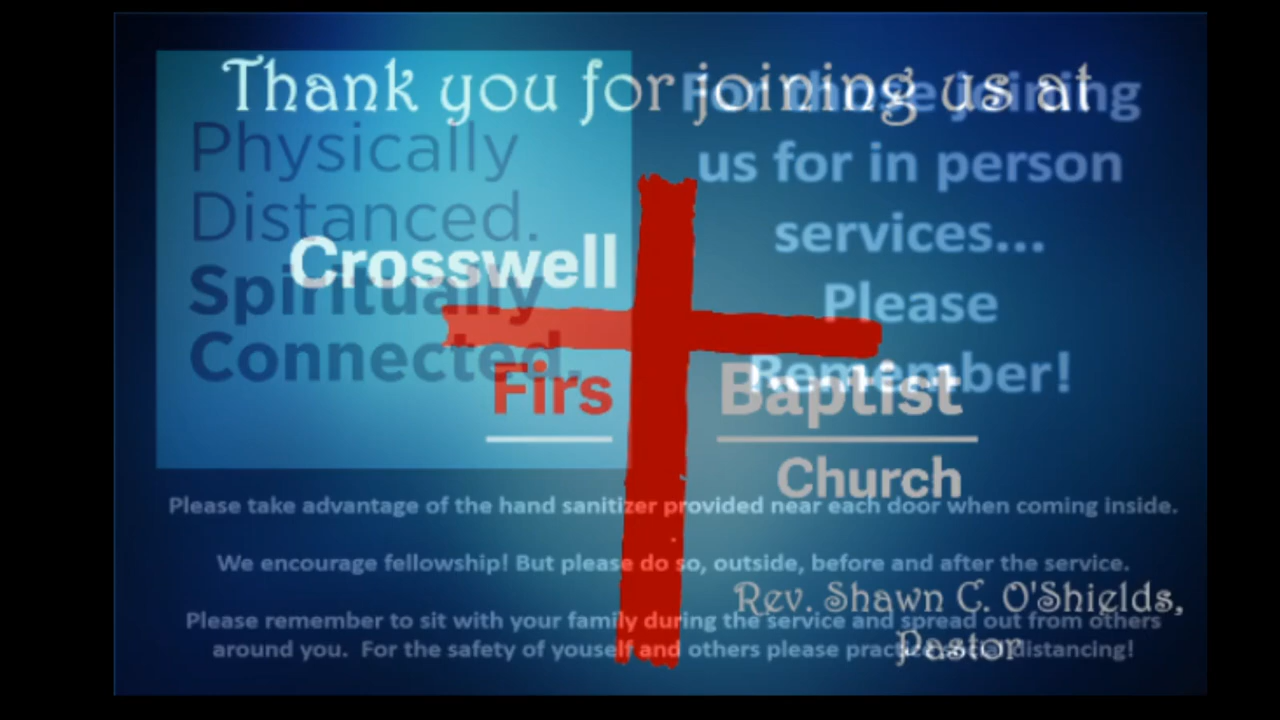 Thank you for joining us at
Crosswell
Firs Baptist
Church
Rev. Shawn C. O'Shields,
Pastor
Physically
Distanced.
Spiritually
Connected.
For those joining
us for in person
services...
Please
Remember!
Please take advantage of the hand sanitizer provided near each door when coming inside.
We encourage fellowship! But please do so, outside, before and after the service.
Please remember to sit with your family during the service and spread out from others
around you. For the safety of youself and others please practice social distancing!